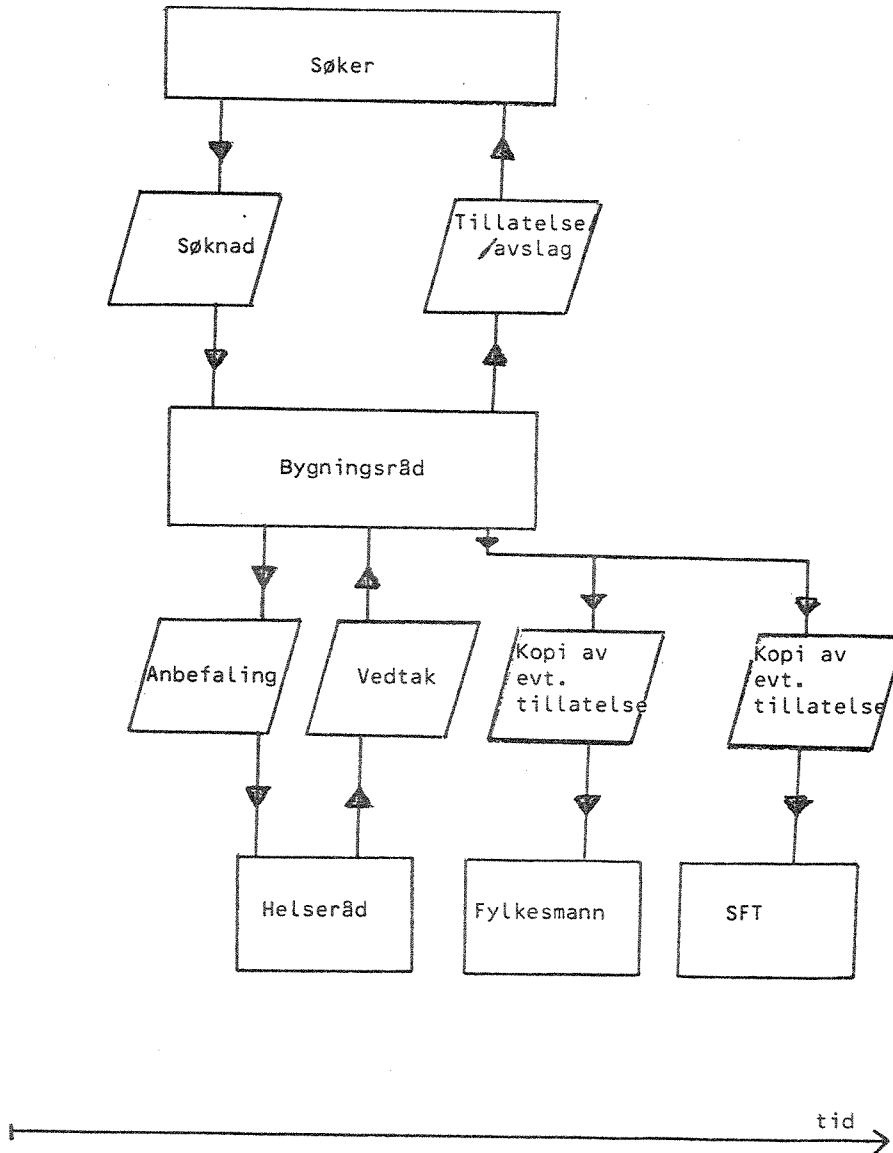 Søker
Søknad
Tillatelse/
/avslag
Bygningsråd
Anbefaling
Vedtak
Kopi av
evt.
tillatelse
Kopi av
evt.
tillatelse
Helseråd
Fylkesmann
SFT
tid